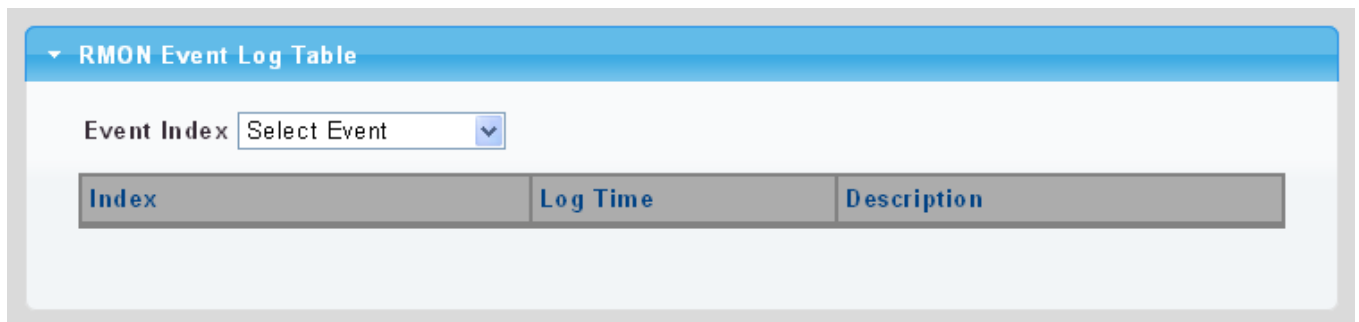 RMON Event Log Table
Event Index Select Event
Index Log Time Description